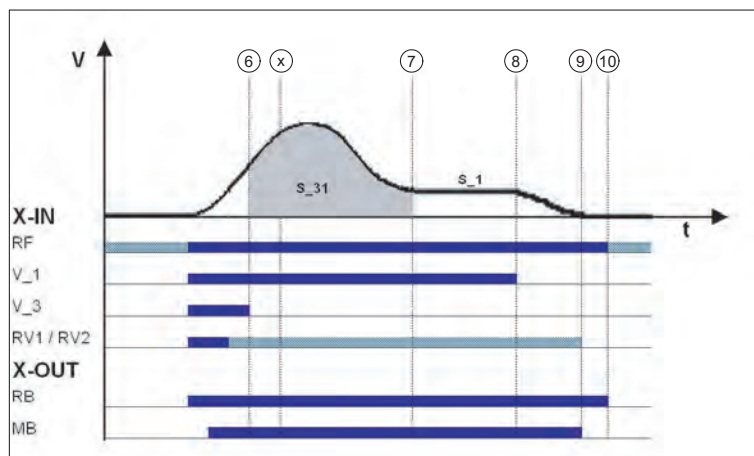 V
6 x 7 8 9 10
S_31
S_1
X-IN
t
RF
V_1
V_3
RV1 / RV2
X-OUT
RB
MB